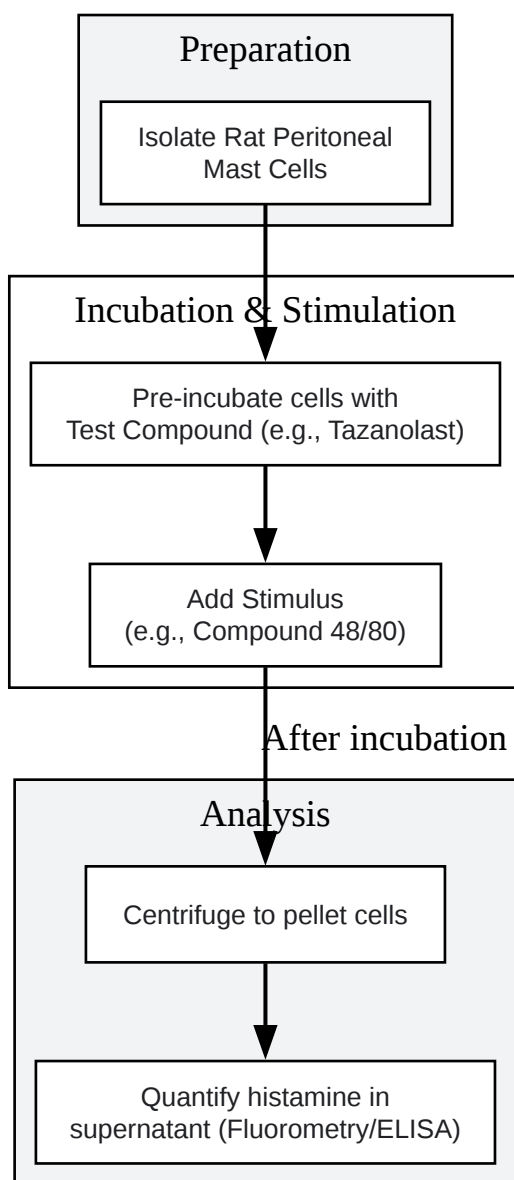 Preparation
Isolate Rat Peritoneal
Mast Cells
Incubation & Stimulation
Pre-incubate cells with
Test Compound (e.g., Tazanolast)
Add Stimulus
(e.g., Compound 48/80)
After incubation
Analysis
Centrifuge to pellet cells
Quantify histamine in
supernatant (Fluorometry/ELISA)